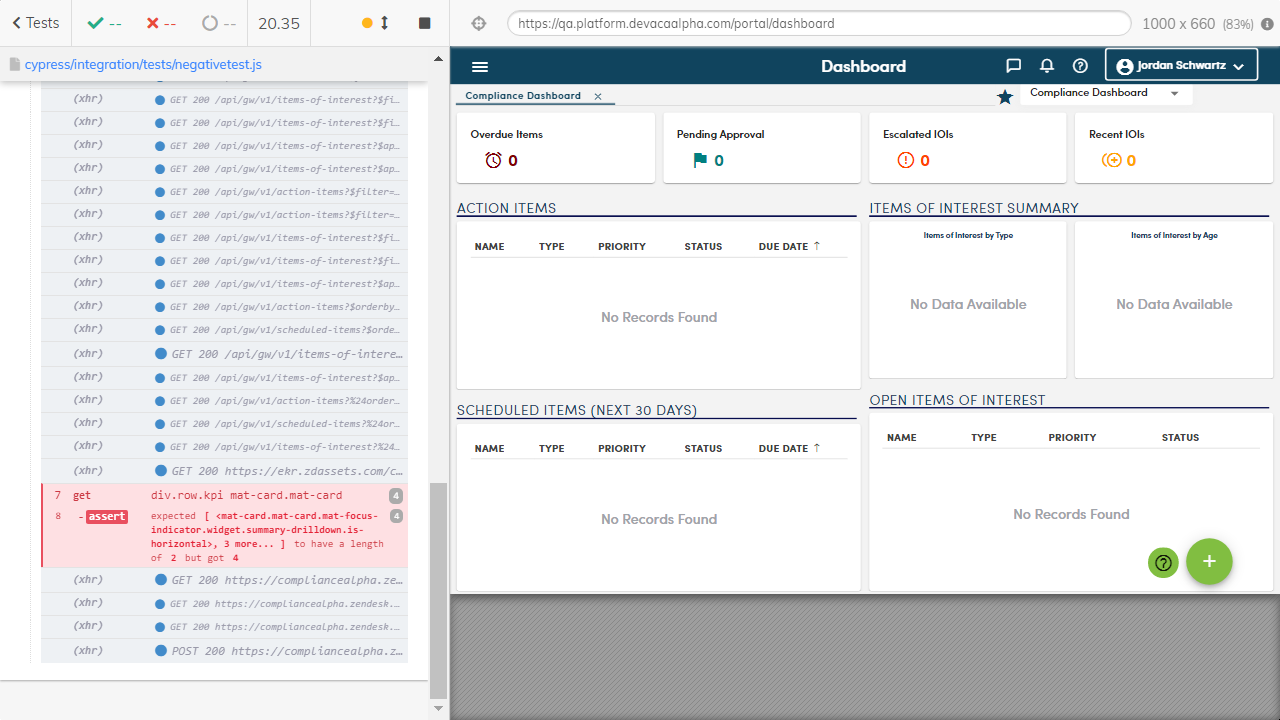 Tests
--
--
--
20.35
https://qa.platform.devacaalpha.com/portal/dashboard
1000 x 660 (83%)
cypress/integration/tests/negativetest.js
(xhr) GET 200 /api/gw/v1/items-of-interest?$fi…
(xhr) GET 200 /api/gw/v1/items-of-interest?$fi…
(xhr) GET 200 /api/gw/v1/items-of-interest?$ap…
(xhr) GET 200 /api/gw/v1/items-of-interest?$ap…
(xhr) GET 200 /api/gw/v1/action-items?$filter=…
(xhr) GET 200 /api/gw/v1/action-items?$filter=…
(xhr) GET 200 /api/gw/v1/items-of-interest?$fi…
(xhr) GET 200 /api/gw/v1/items-of-interest?$fi…
(xhr) GET 200 /api/gw/v1/items-of-interest?$ap…
(xhr) GET 200 /api/gw/v1/action-items?$orderby…
(xhr) GET 200 /api/gw/v1/scheduled-items?$orde…
(xhr) GET 200 /api/gw/v1/items-of-intere…
(xhr) GET 200 /api/gw/v1/items-of-interest?$ap…
(xhr) GET 200 /api/gw/v1/action-items?%24order…
(xhr) GET 200 /api/gw/v1/scheduled-items?%24or…
(xhr) GET 200 /api/gw/v1/items-of-interest?%24…
(xhr) GET 200 https://ekr.zdassets.com/c…
7 get div.row.kpi mat-card.mat-card 4
8 -assert expected [ <mat-card.mat-card.mat-focus- 4
indicator.widget.summary-drilldown.is-
horizontal>, 3 more... ] to have a length
of 2 but got 4
(xhr) GET 200 https://compliancealpha.ze…
(xhr) GET 200 https://compliancealpha.zendesk.…
(xhr) GET 200 https://compliancealpha.zendesk.…
(xhr) POST 200 https://compliancealpha.z…
Dashboard
Jordan Schwartz
Compliance Dashboard
Compliance Dashboard
Overdue Items
0
Pending Approval
0
Escalated IOIs
0
Recent IOIs
0
ACTION ITEMS
NAME TYPE PRIORITY STATUS DUE DATE ↑
No Records Found
ITEMS OF INTEREST SUMMARY
Items of Interest by Type
No Data Available
Items of Interest by Age
No Data Available
SCHEDULED ITEMS (NEXT 30 DAYS)
NAME TYPE PRIORITY STATUS DUE DATE ↑
No Records Found
OPEN ITEMS OF INTEREST
NAME TYPE PRIORITY STATUS
No Records Found